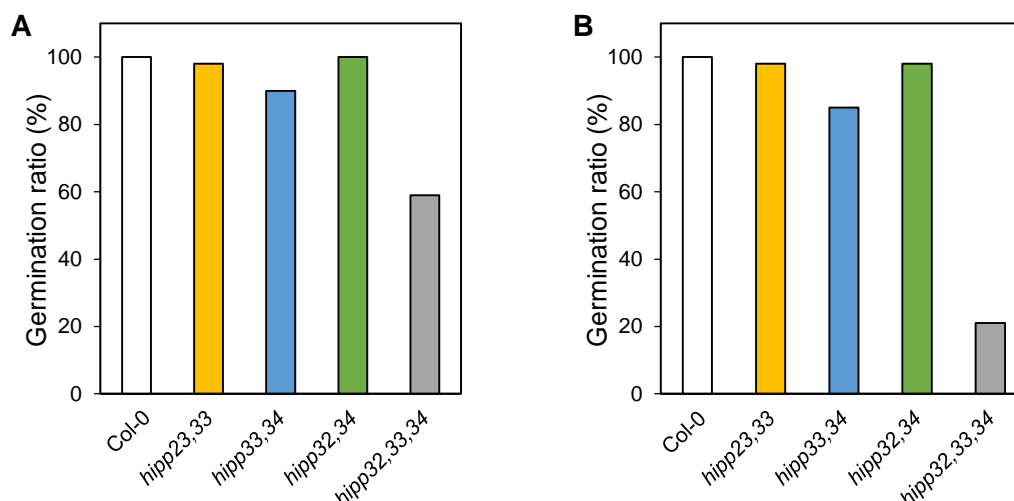 A
Germination ratio (%)
100
80
60
40
20
0
Col-0
hipp23,33
hipp33,34
hipp32,34
hipp32,33,34
B
Germination ratio (%)
100
80
60
40
20
0
Col-0
hipp23,33
hipp33,34
hipp32,34
hipp32,33,34